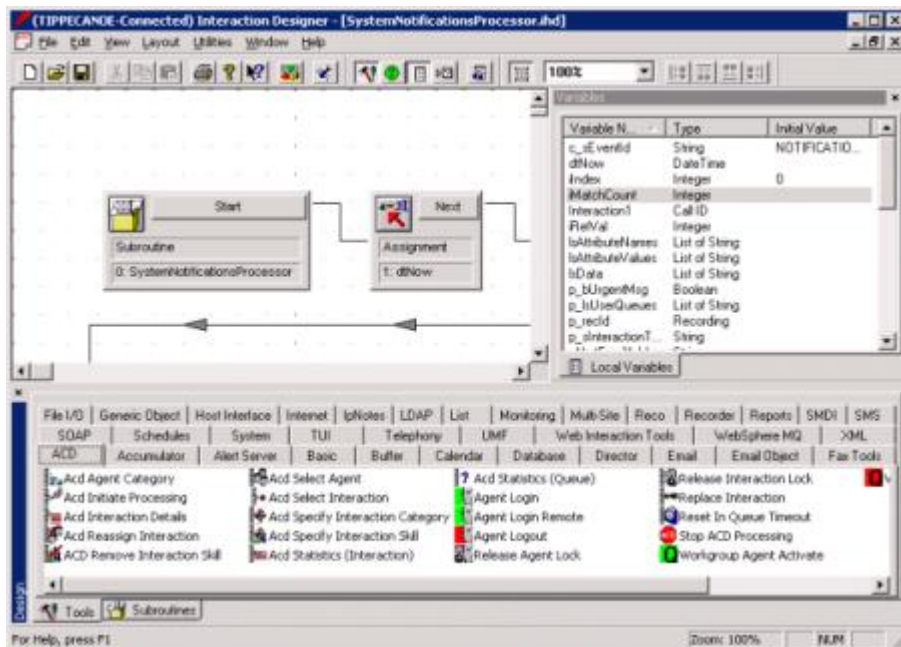 (TIPPECANOE-Connected) Interaction Designer - [SystemNotificationsProcessor.ihd]
File Edit View Layout Utilities Window Help
100%
Variables
Variable N... Type Initial Value
c_sEventId String NOTIFICATIO...
dtNow DateTime
iIndex Integer 0
iMatchCount Integer
Interaction1 Call ID
iRetVal Integer
lsAttributeNames List of String
lsAttributeValues List of String
lsData List of String
p_bUrgentMsg Boolean
p_lsUserQueues List of String
p_recId Recording
p_sInteractionT... String
Local Variables
Start
Subroutine
0: SystemNotificationsProcessor
Next
Assignment
1: dtNow
File I/O Generic Object Host Interface Internet IpNotes LDAP List Monitoring Multi-Site Reco Recorder Reports SMDI SMS
SOAP Schedules System TUI Telephony UMF Web Interaction Tools WebSphere MQ XML
ACD Accumulator Alert Server Basic Buffer Calendar Database Director Email Email Object Fax Tools
Acd Agent Category Acd Select Agent Acd Statistics (Queue) Release Interaction Lock
Acd Initiate Processing Acd Select Interaction Agent Login Replace Interaction
Acd Interaction Details Acd Specify Interaction Category Agent Login Remote Reset In Queue Timeout
Acd Reassign Interaction Acd Specify Interaction Skill Agent Logout Stop ACD Processing
ACD Remove Interaction Skill Acd Statistics (Interaction) Release Agent Lock Workgroup Agent Activate
Design
Tools Subroutines
For Help, press F1 Zoom: 100% NUM